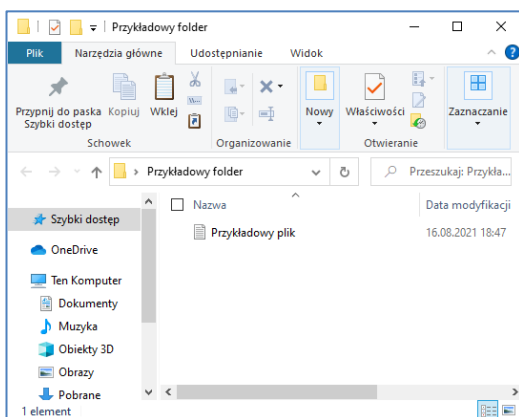 Przykładowy folder
Plik Narzędzia główne Udostępnianie Widok
Przypnij do paska Szybki dostęp
Kopiuj
Wklej
Nowy
Właściwości
Zaznaczanie
Schowek
Organizowanie
Otwieranie
Przykładowy folder
Przeszukaj: Przykła...
Szybki dostęp
OneDrive
Ten Komputer
Dokumenty
Muzyka
Obiekty 3D
Obrazy
Pobrane
Nazwa Data modyfikacji
Przykładowy plik 16.08.2021 18:47
1 element